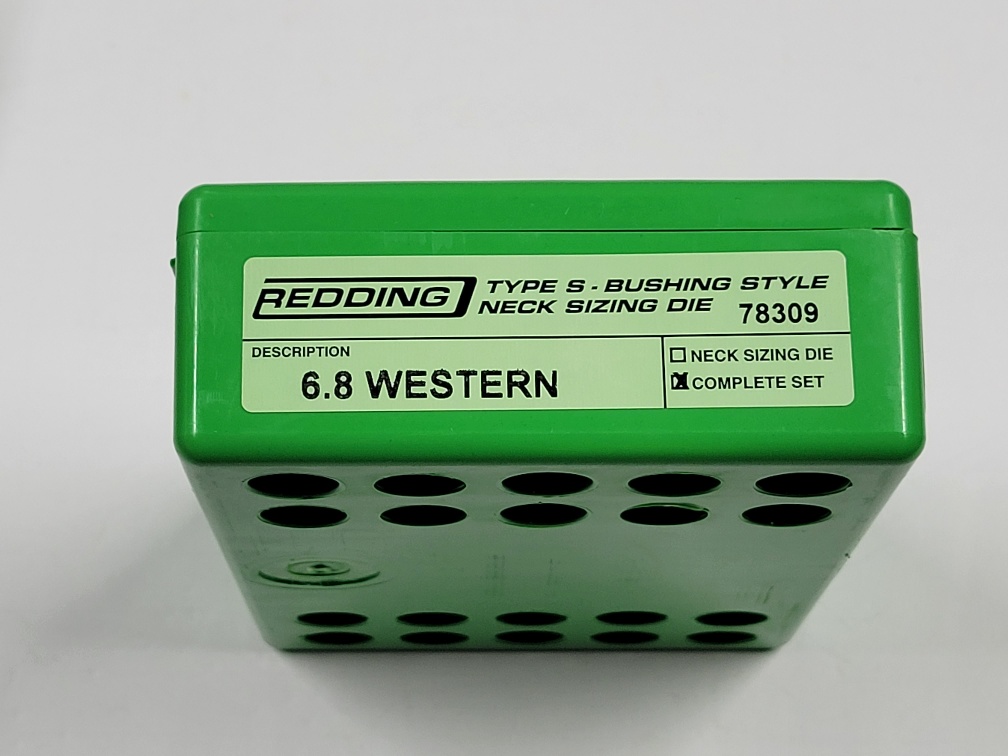 REDDING
TYPE S - BUSHING STYLE
NECK SIZING DIE 78309
DESCRIPTION
6.8 WESTERN
NECK SIZING DIE
COMPLETE SET